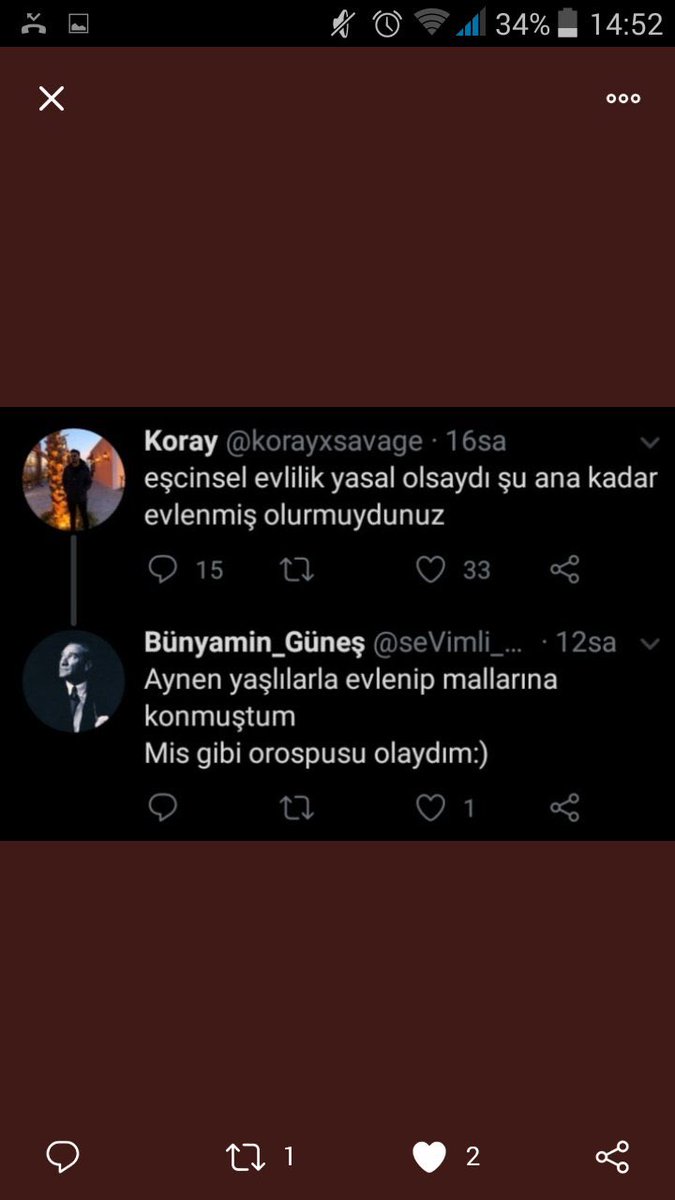 34% 14:52
Koray @korayxsavage · 16sa
eşcinsel evlilik yasal olsaydı şu ana kadar
evlenmiş olurmuydunuz
15 33
Bünyamin_Güneş @seVimli_... · 12sa
Aynen yaşlılarla evlenip mallarına
konmuştum
Mis gibi orospusu olaydım:)
1
1 2